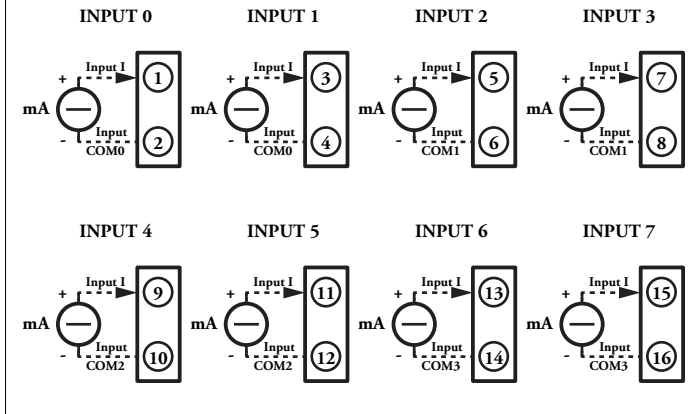 INPUT 0 INPUT 1 INPUT 2 INPUT 3
Input I Input I Input I Input I
+ 1 + 3 + 5 + 7
mA mA mA mA
- Input 2 - Input 4 - Input 6 - Input 8
COM0 COM0 COM1 COM1
INPUT 4 INPUT 5 INPUT 6 INPUT 7
Input I Input I Input I Input I
+ 9 + 11 + 13 + 15
mA mA mA mA
- Input 10 - Input 12 - Input 14 - Input 16
COM2 COM2 COM3 COM3